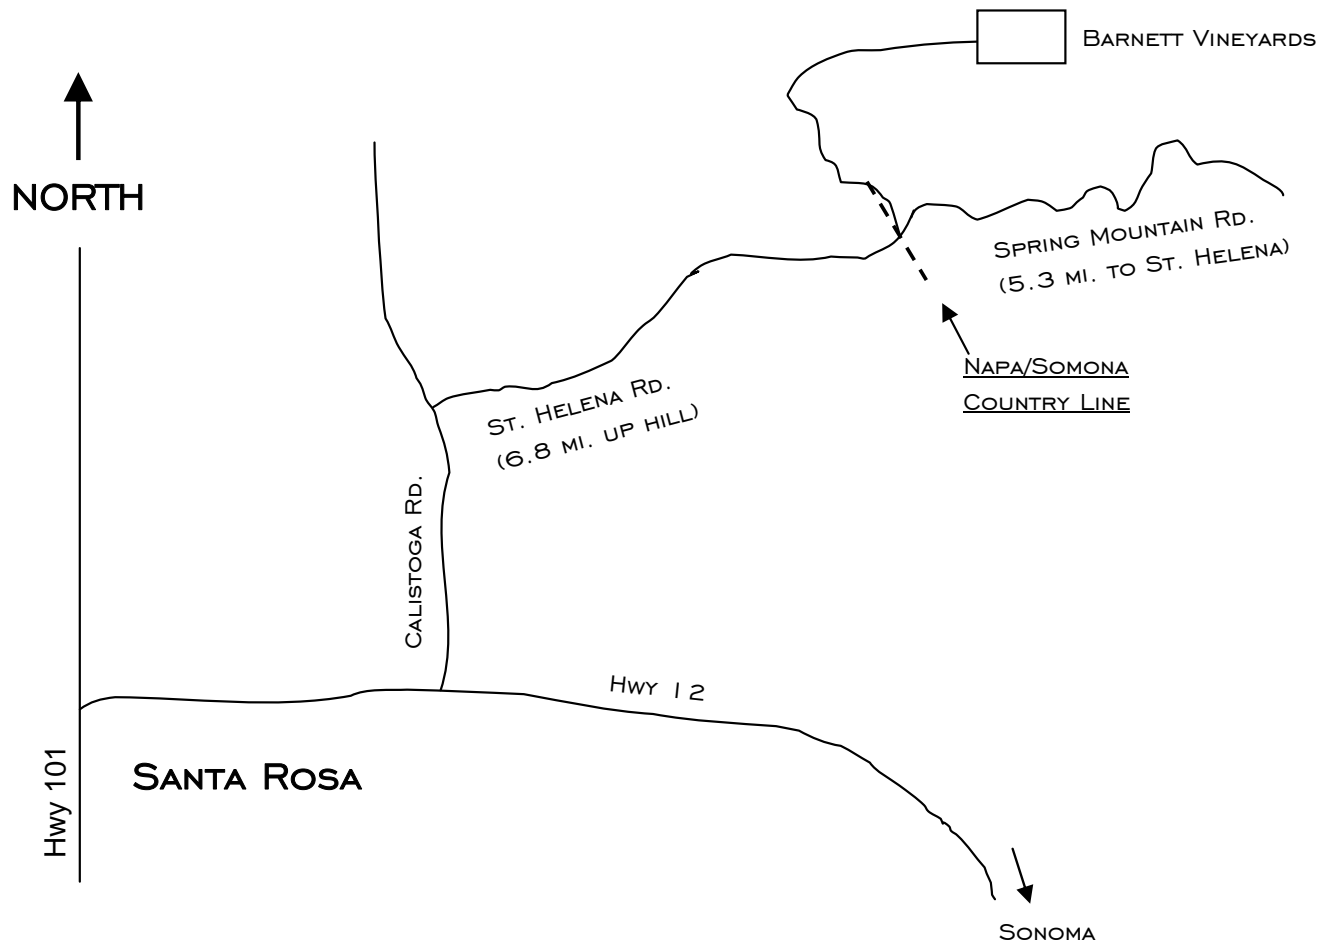 Barnett Vineyards
NORTH
Spring Mountain Rd.
(5.3 mi. to St. Helena)
Napa/Somona
Country Line
St. Helena Rd.
(6.8 mi. up hill)
Calistoga Rd.
Hwy 12
Hwy 101
Santa Rosa
Sonoma